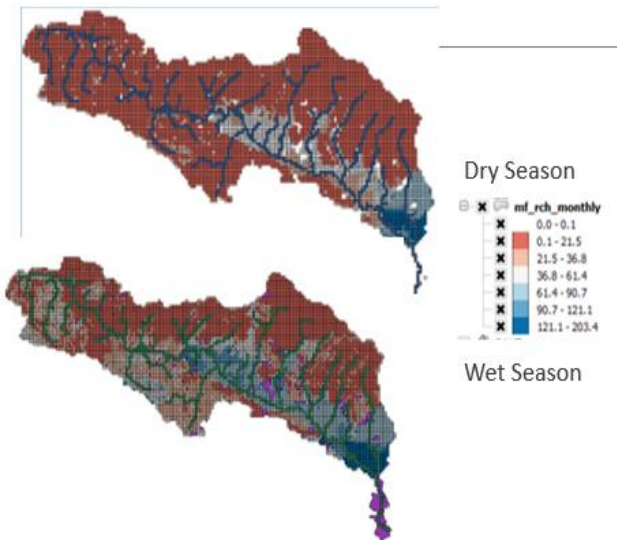 Dry Season
mf_rch_monthly
0.0 - 0.1
0.1 - 21.5
21.5 - 36.8
36.8 - 61.4
61.4 - 90.7
90.7 - 121.1
121.1 - 203.4
Wet Season